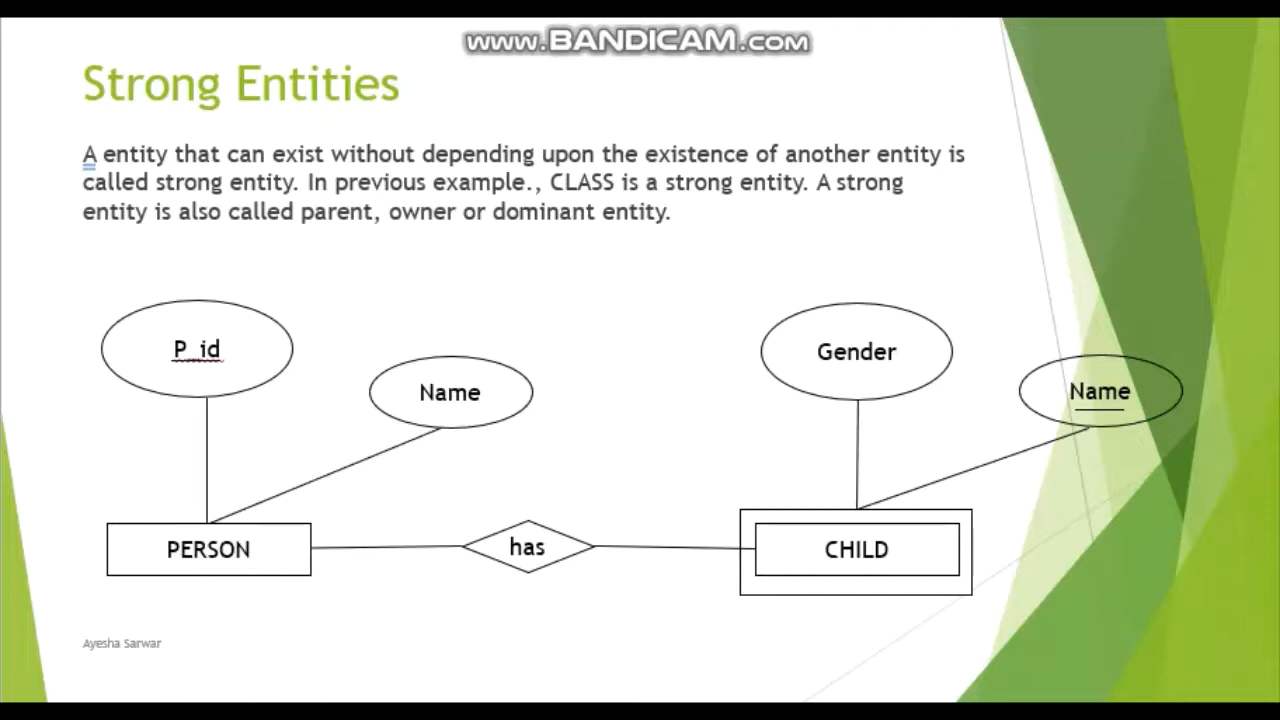 www.BANDICAM.com
Strong Entities
A entity that can exist without depending upon the existence of another entity is
called strong entity. In previous example., CLASS is a strong entity. A strong
entity is also called parent, owner or dominant entity.
P_id
Name
Gender
Name
PERSON
has
CHILD
Ayesha Sarwar